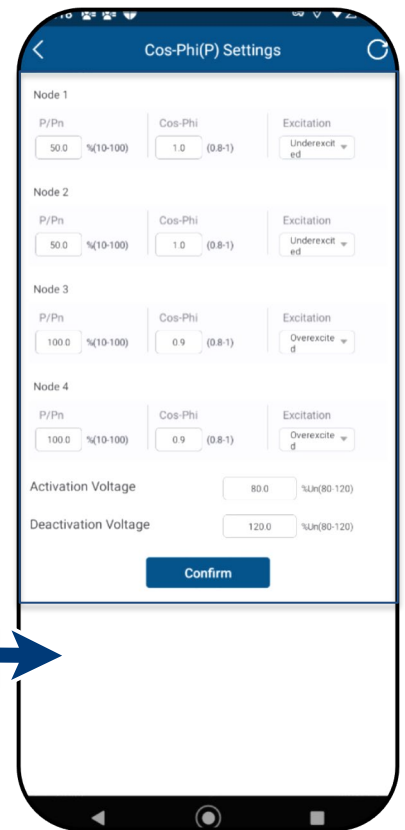 Cos-Phi(P) Settings
Node 1
P/Pn Cos-Phi Excitation
50.0 %(10-100) 1.0 (0.8-1) Underexcit
ed
Node 2
P/Pn Cos-Phi Excitation
50.0 %(10-100) 1.0 (0.8-1) Underexcit
ed
Node 3
P/Pn Cos-Phi Excitation
100.0 %(10-100) 0.9 (0.8-1) Overexcite
d
Node 4
P/Pn Cos-Phi Excitation
100.0 %(10-100) 0.9 (0.8-1) Overexcite
d
Activation Voltage 80.0 %Un(80-120)
Deactivation Voltage 120.0 %Un(80-120)
Confirm